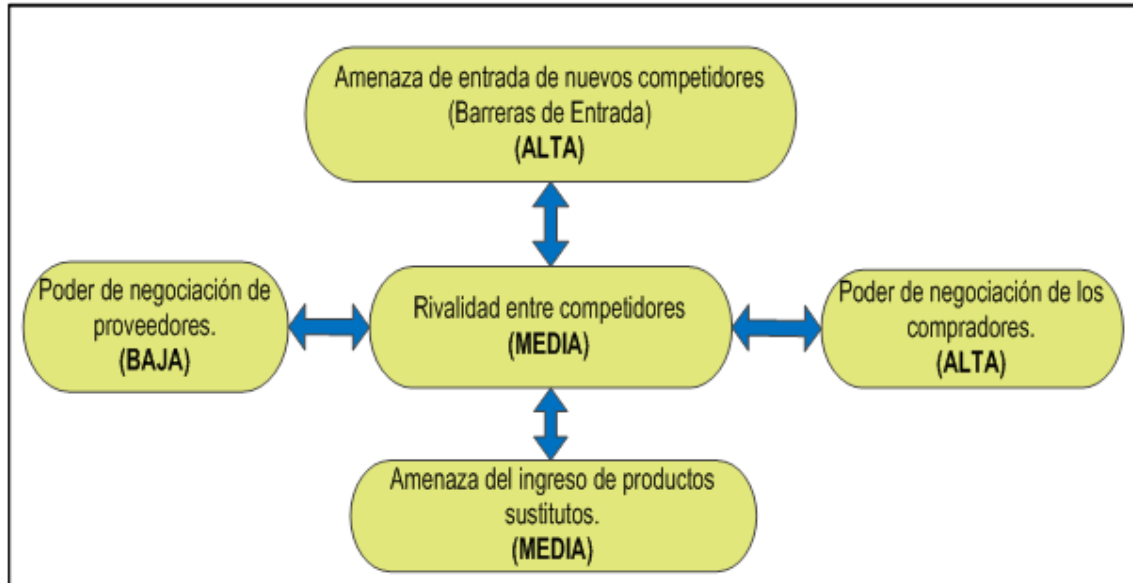 Amenaza de entrada de nuevos competidores
(Barreras de Entrada)
(ALTA)
Poder de negociación de
proveedores.
(BAJA)
Rivalidad entre competidores
(MEDIA)
Poder de negociación de los
compradores.
(ALTA)
Amenaza del ingreso de productos
sustitutos.
(MEDIA)